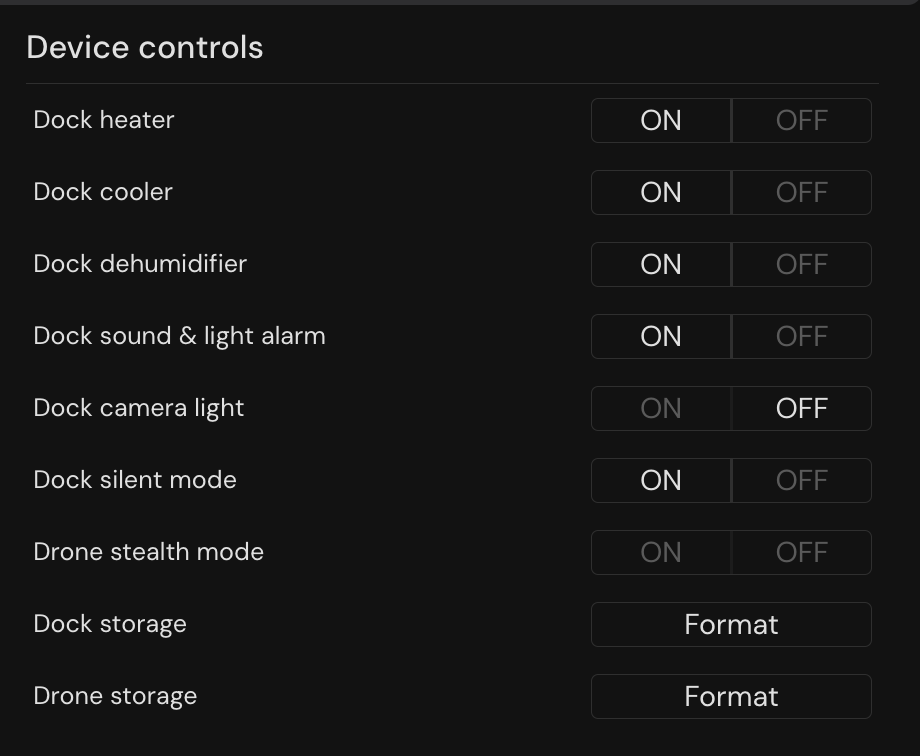 Device controls
Dock heater ON OFF
Dock cooler ON OFF
Dock dehumidifier ON OFF
Dock sound & light alarm ON OFF
Dock camera light ON OFF
Dock silent mode ON OFF
Drone stealth mode ON OFF
Dock storage Format
Drone storage Format